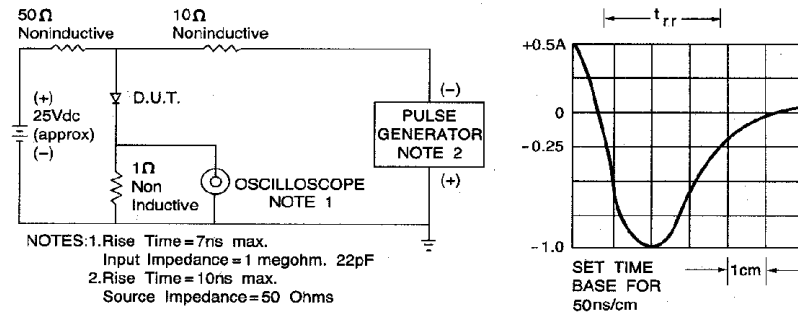 50Ω
Noninductive
10Ω
Noninductive
(+)
25Vdc
(approx)
(-)
D.U.T.
1Ω
Non
Inductive
OSCILLOSCOPE
NOTE 1
(-)
PULSE
GENERATOR
NOTE 2
(+)
NOTES:1.Rise Time=7ns max.
Input Impedance=1 megohm. 22pF
2.Rise Time=10ns max.
Source Impedance=50 Ohms
trr
+0.5A
0
-0.25
-1.0
SET TIME
BASE FOR
50ns/cm
1cm